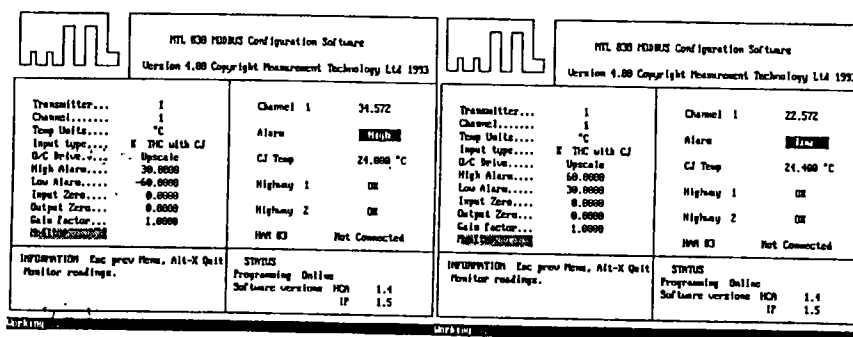 MTL 838 MODBUS Configuration Software
Version 4.00 Copyright Measurement Technology Ltd 1993
Transmitter... 1
Channel....... 1
Temp Units.... °C
Input type.... K THC with CJ
O/C Drive..... Upscale
High Alarm.... 30.0000
Low Alarm..... -60.0000
Input Zero.... 0.0000
Output Zero... 0.0000
Gain factor... 1.0000
Monitor
Channel 1 34.572
Alarm High
CJ Temp 24.000 °C
Highway 1 OK
Highway 2 OK
HAM 83 Not Connected
INFORMATION Esc prev Menu, Alt-X Quit
Monitor readings.
STATUS
Programming Online
Software versions HCA 1.4
IP 1.5
Working
MTL 838 MODBUS Configuration Software
Version 4.00 Copyright Measurement Technology Ltd 1993
Transmitter... 1
Channel....... 1
Temp Units.... °C
Input type.... K THC with CJ
O/C Drive..... Upscale
High Alarm.... 60.0000
Low Alarm..... 30.0000
Input Zero.... 0.0000
Output Zero... 0.0000
Gain factor... 1.0000
Channel 1 22.572
Alarm Low
CJ Temp 24.400 °C
Highway 1 OK
Highway 2 OK
HAM 83 Not Connected
INFORMATION Esc prev Menu, Alt-X Quit
Monitor readings.
STATUS
Programming Online
Software versions HCA 1.4
IP 1.5
Working